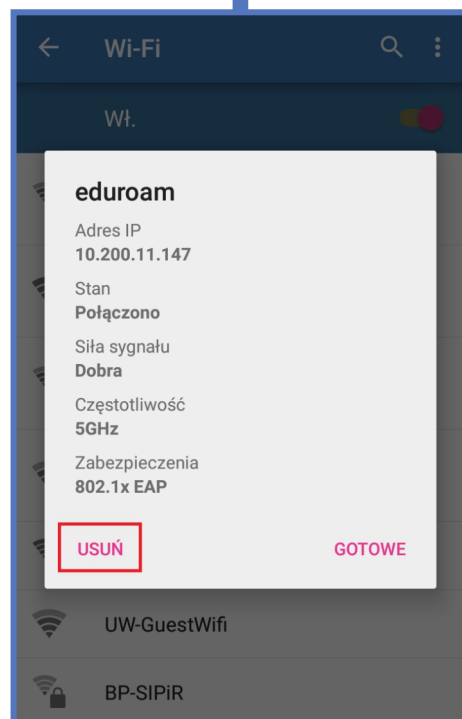 Wi-Fi
Wł.
eduroam
Adres IP
10.200.11.147
Stan
Połączono
Siła sygnału
Dobra
Częstotliwość
5GHz
Zabezpieczenia
802.1x EAP
USUŃ GOTOWE
UW-GuestWifi
BP-SIPiR